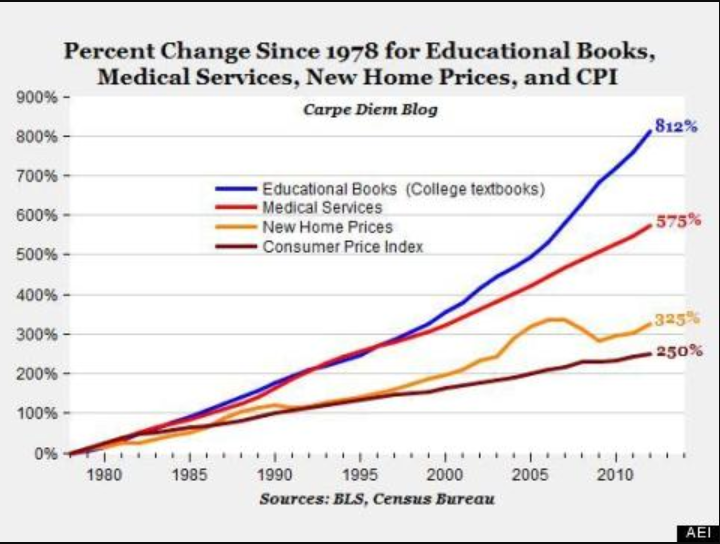 Percent Change Since 1978 for Educational Books,
Medical Services, New Home Prices, and CPI
Carpe Diem Blog
900%
800%
700%
600%
500%
400%
300%
200%
100%
0%
812%
575%
325%
250%
Educational Books (College textbooks)
Medical Services
New Home Prices
Consumer Price Index
1980 1985 1990 1995 2000 2005 2010
Sources: BLS, Census Bureau
AEI